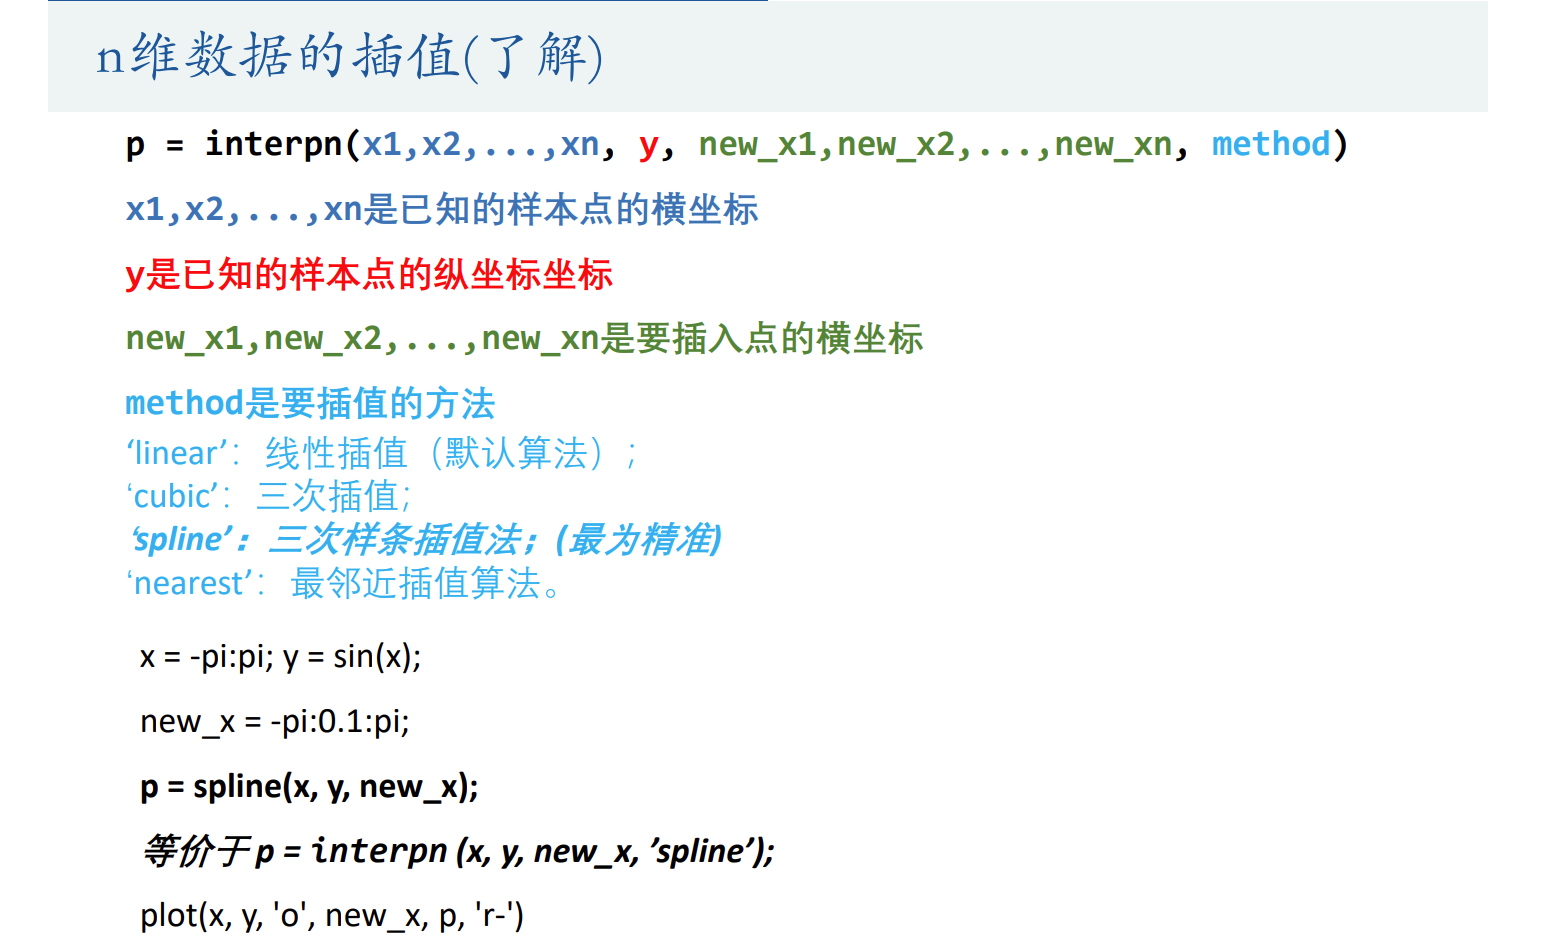 n维数据的插值(了解)
p = interpn(x1,x2,...,xn, y, new_x1,new_x2,...,new_xn, method)
x1,x2,...,xn是已知的样本点的横坐标
y是已知的样本点的纵坐标坐标
new_x1,new_x2,...,new_xn是要插入点的横坐标
method是要插值的方法
‘linear’：线性插值（默认算法）；
‘cubic’：三次插值；
‘spline’：三次样条插值法；(最为精准)
‘nearest’：最邻近插值算法。
x = -pi:pi; y = sin(x);
new_x = -pi:0.1:pi;
p = spline(x, y, new_x);
等价于 p = interpn (x, y, new_x, ’spline’);
plot(x, y, 'o', new_x, p, 'r-')